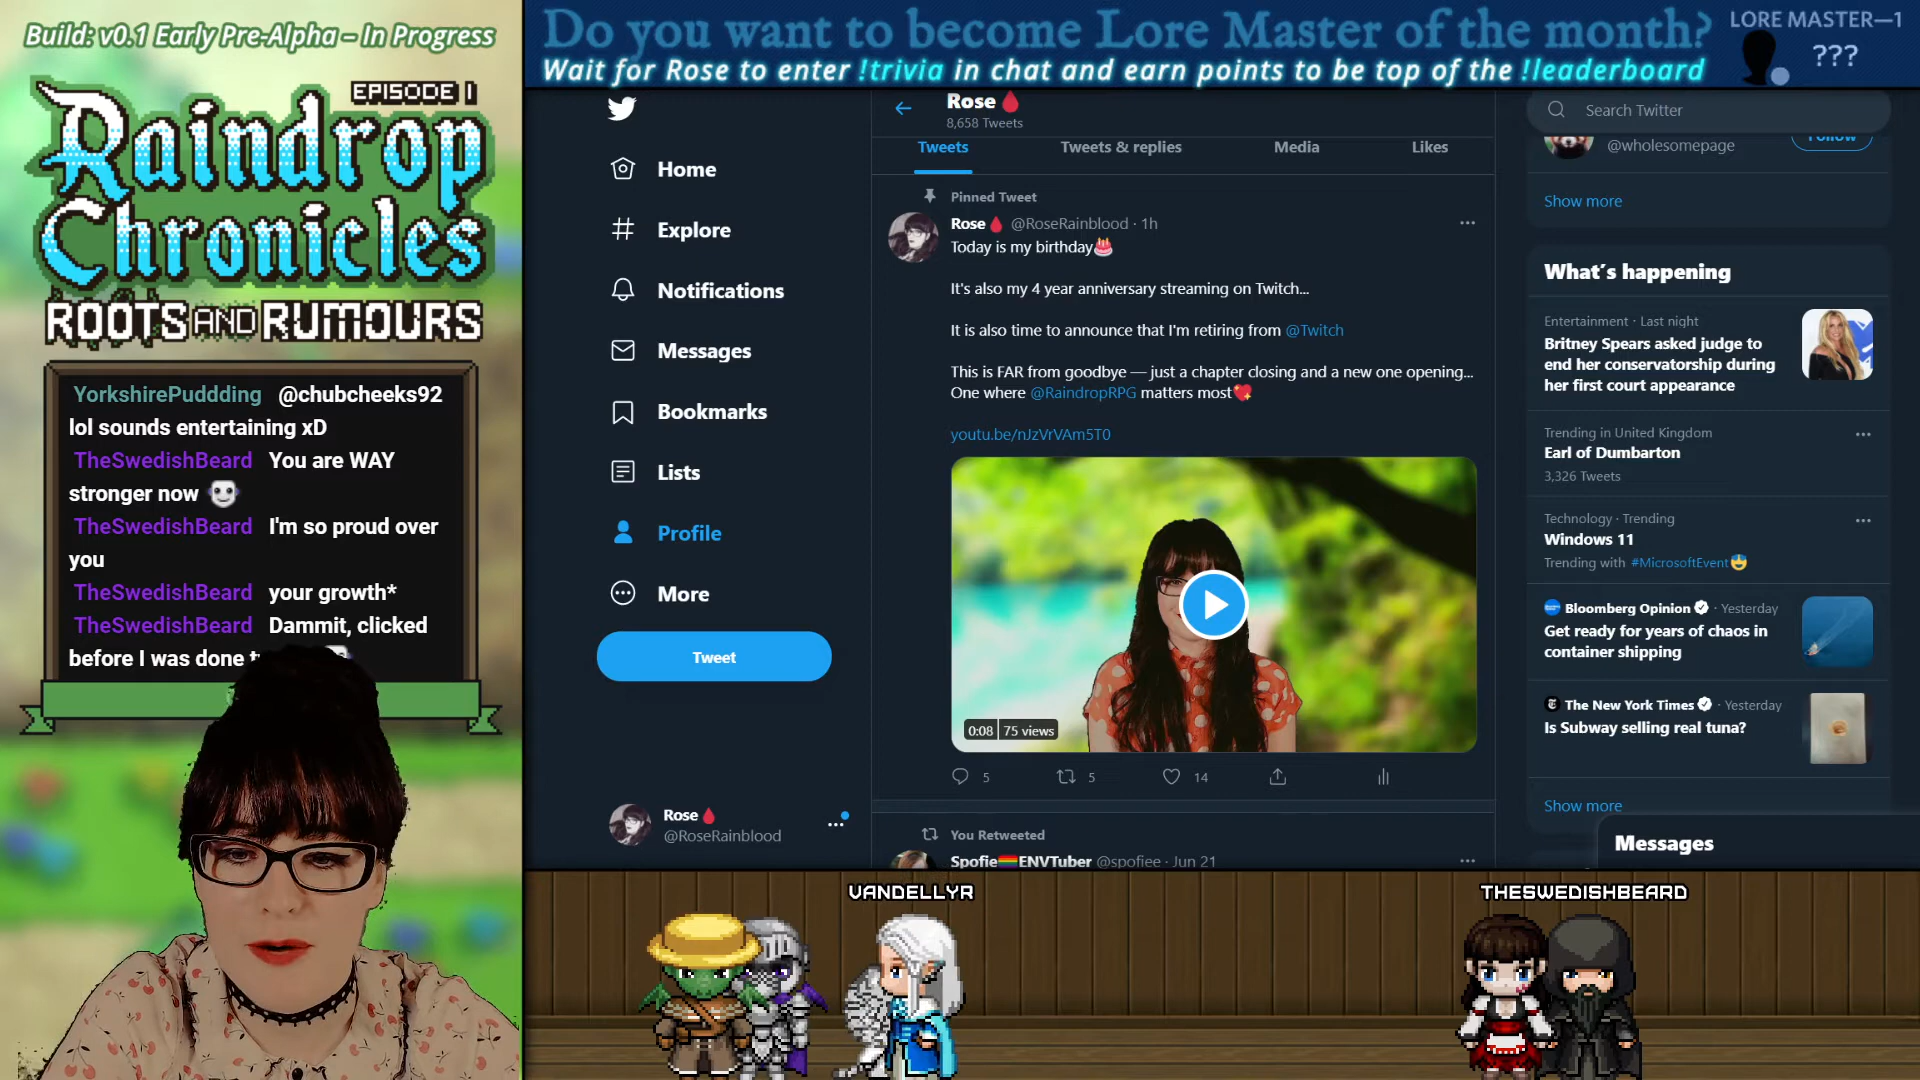 Build: v0.1 Early Pre-Alpha – In Progress
EPISODE I
Raindrop
Chronicles
ROOTS AND RUMOURS
YorkshirePuddding @chubcheeks92
lol sounds entertaining xD
TheSwedishBeard You are WAY
stronger now
TheSwedishBeard I'm so proud over
you
TheSwedishBeard your growth*
TheSwedishBeard Dammit, clicked
before I was done
Do you want to become Lore Master of the month?
Wait for Rose to enter !trivia in chat and earn points to be top of the !leaderboard
LORE MASTER—1
???
Home
Explore
Notifications
Messages
Bookmarks
Lists
Profile
More
Tweet
Rose
@RoseRainblood
Rose
8,658 Tweets
Tweets
Tweets & replies
Media
Likes
Pinned Tweet
Rose @RoseRainblood · 1h
Today is my birthday
It's also my 4 year anniversary streaming on Twitch...
It is also time to announce that I'm retiring from @Twitch
This is FAR from goodbye — just a chapter closing and a new one opening...
One where @RaindropRPG matters most
youtu.be/nJzVrVAm5T0
0:08 75 views
5
5
14
You Retweeted
Spofie ENVTuber @spofiee · Jun 21
Search Twitter
@wholesomepage
Follow
Show more
What's happening
Entertainment · Last night
Britney Spears asked judge to
end her conservatorship during
her first court appearance
Trending in United Kingdom
Earl of Dumbarton
3,326 Tweets
Technology · Trending
Windows 11
Trending with #MicrosoftEvent
Bloomberg Opinion · Yesterday
Get ready for years of chaos in
container shipping
The New York Times · Yesterday
Is Subway selling real tuna?
Show more
Messages
VANDELLYR
THESWEDISHBEARD